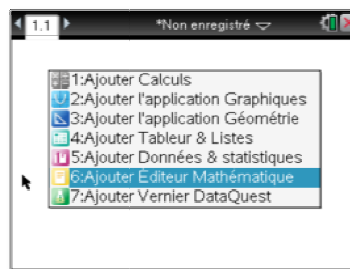 1.1 *Non enregistré
1:Ajouter Calculs
2:Ajouter l'application Graphiques
3:Ajouter l'application Géométrie
4:Ajouter Tableur & Listes
5:Ajouter Données & statistiques
6:Ajouter Éditeur Mathématique
7:Ajouter Vernier DataQuest